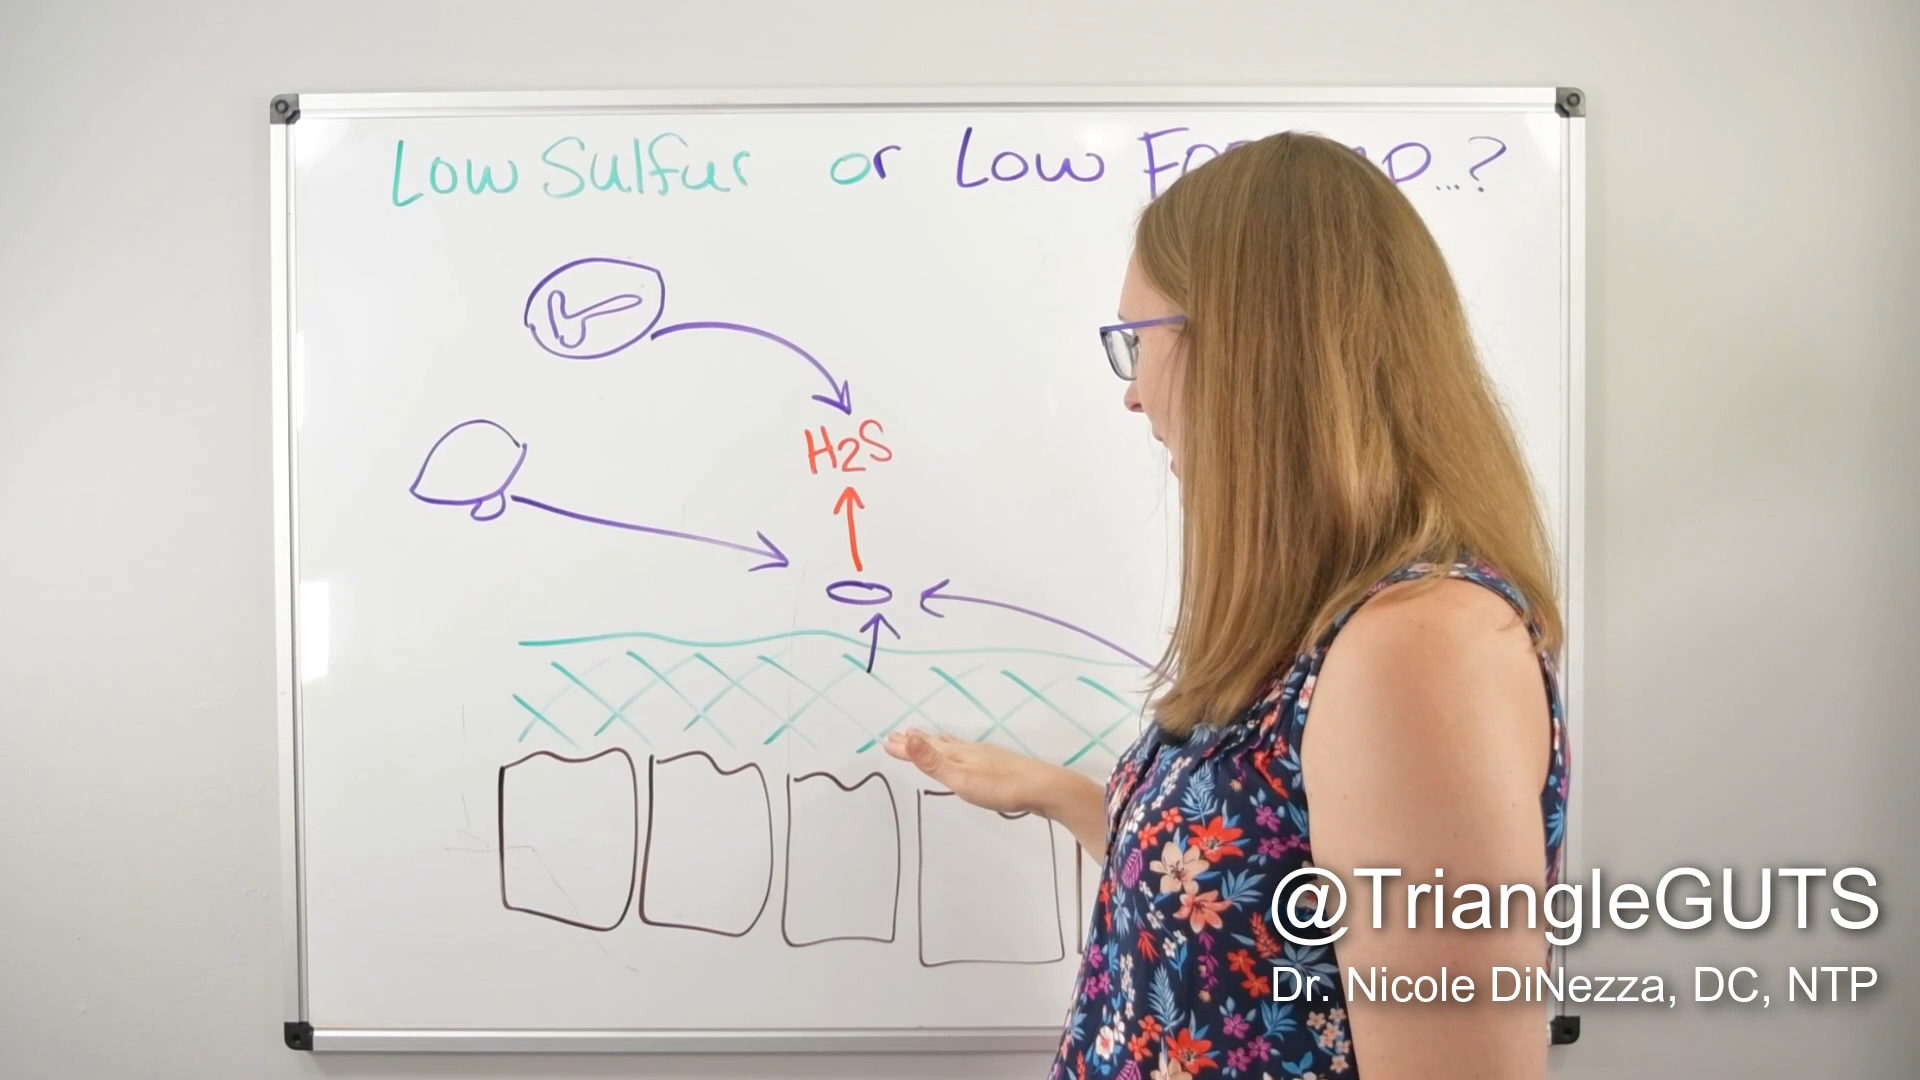 Low Sulfur or Low ...?
H2S
@TriangleGUTS
Dr. Nicole DiNezza, DC, NTP